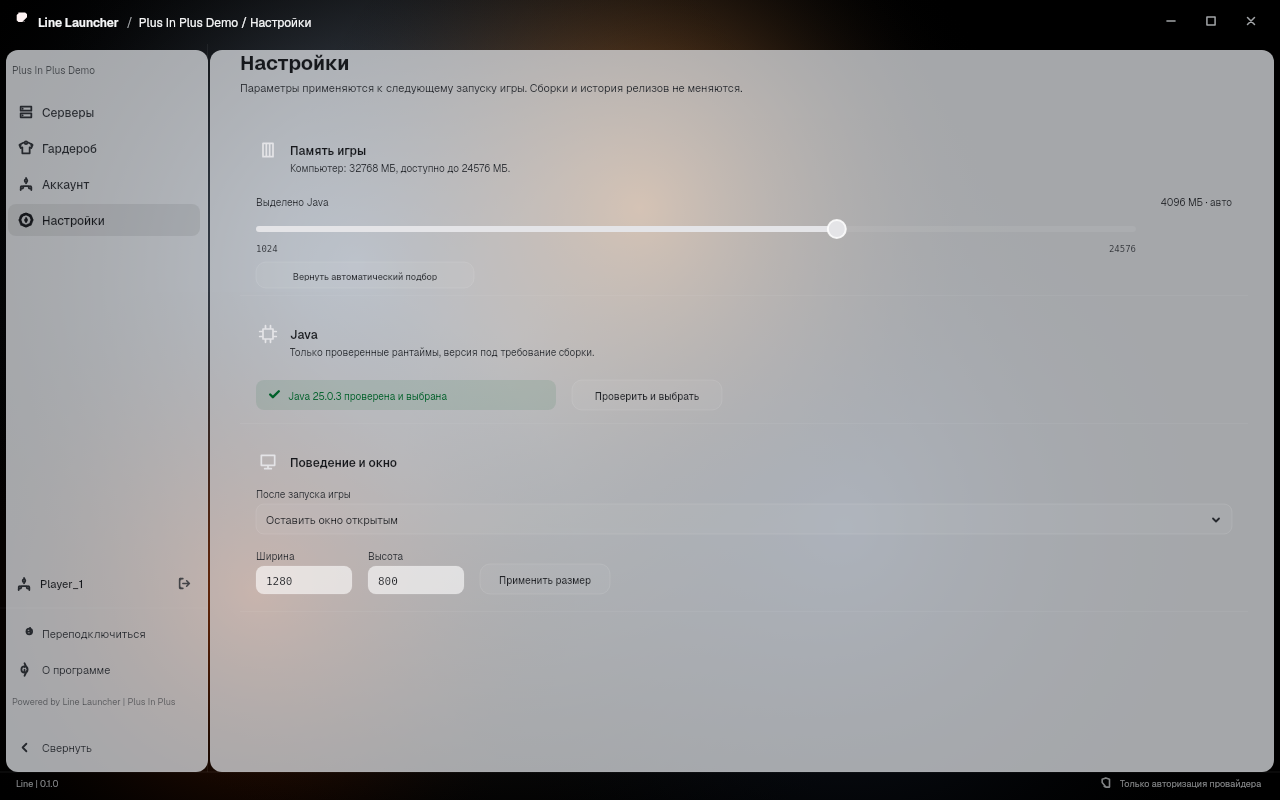 Line Launcher / Plus In Plus Demo / Настройки
Plus In Plus Demo
Серверы
Гардероб
Аккаунт
Настройки
Player_1
Переподключиться
О программе
Powered by Line Launcher | Plus In Plus
Свернуть
Настройки
Параметры применяются к следующему запуску игры. Сборки и история релизов не меняются.
Память игры
Компьютер: 32768 МБ, доступно до 24576 МБ.
Выделено Java
4096 МБ · авто
1024
24576
Вернуть автоматический подбор
Java
Только проверенные рантаймы, версия под требование сборки.
Java 25.0.3 проверена и выбрана
Проверить и выбрать
Поведение и окно
После запуска игры
Оставить окно открытым
Ширина
Высота
1280
800
Применить размер
Line | 0.1.0
Только авторизация провайдера